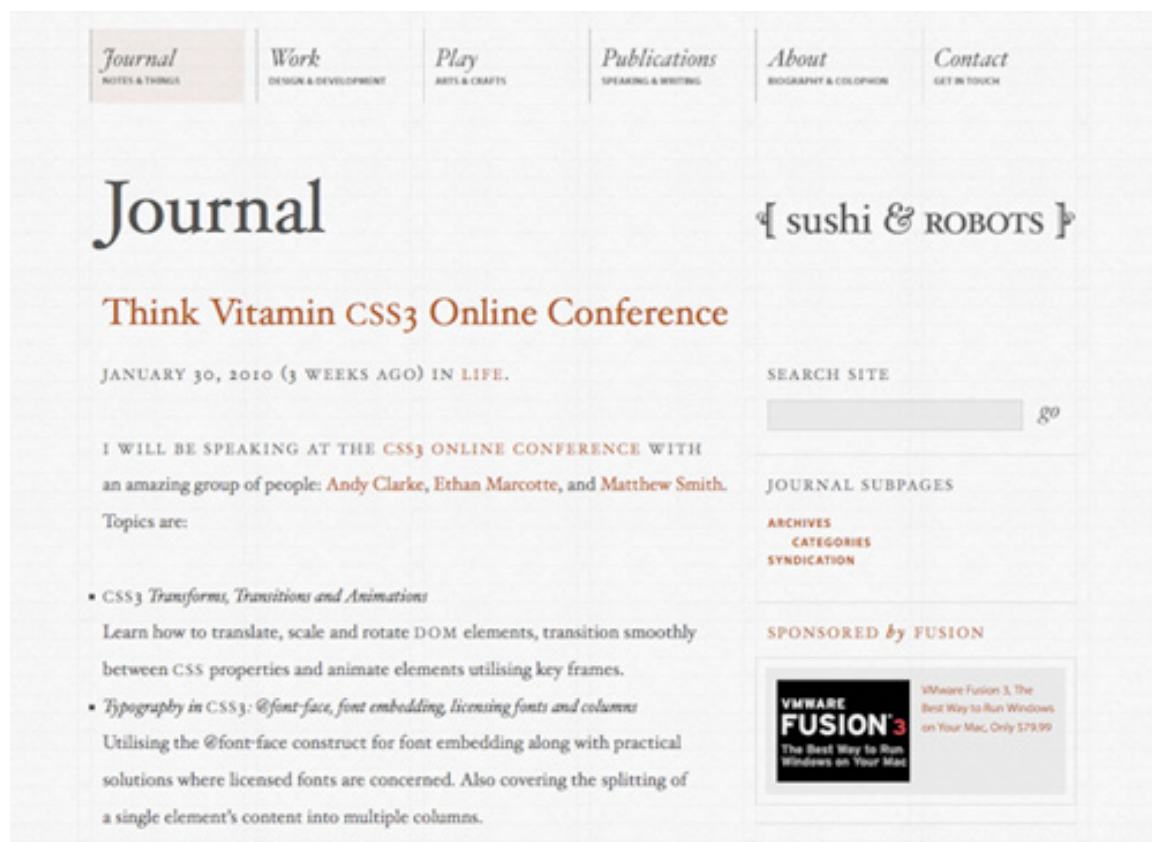 Journal
NOTES & THINGS
Work
DESIGN & DEVELOPMENT
Play
ARTS & CRAFTS
Publications
SPEAKING & WRITING
About
BIOGRAPHY & COLOPHON
Contact
GET IN TOUCH
Journal
sushi & ROBOTS
Think Vitamin CSS3 Online Conference
JANUARY 30, 2010 (3 WEEKS AGO) IN LIFE.
I WILL BE SPEAKING AT THE CSS3 ONLINE CONFERENCE WITH
an amazing group of people: Andy Clarke, Ethan Marcotte, and Matthew Smith.
Topics are:
▪ CSS3 Transforms, Transitions and Animations
Learn how to translate, scale and rotate DOM elements, transition smoothly
between CSS properties and animate elements utilising key frames.
▪ Typography in CSS3: @font-face, font embedding, licensing fonts and columns
Utilising the @font-face construct for font embedding along with practical
solutions where licensed fonts are concerned. Also covering the splitting of
a single element's content into multiple columns.
SEARCH SITE
go
JOURNAL SUBPAGES
ARCHIVES
CATEGORIES
SYNDICATION
SPONSORED by FUSION
VMWARE
FUSION 3
The Best Way to Run
Windows on Your Mac
VMware Fusion 3, The
Best Way to Run Windows
on Your Mac, Only $79.99